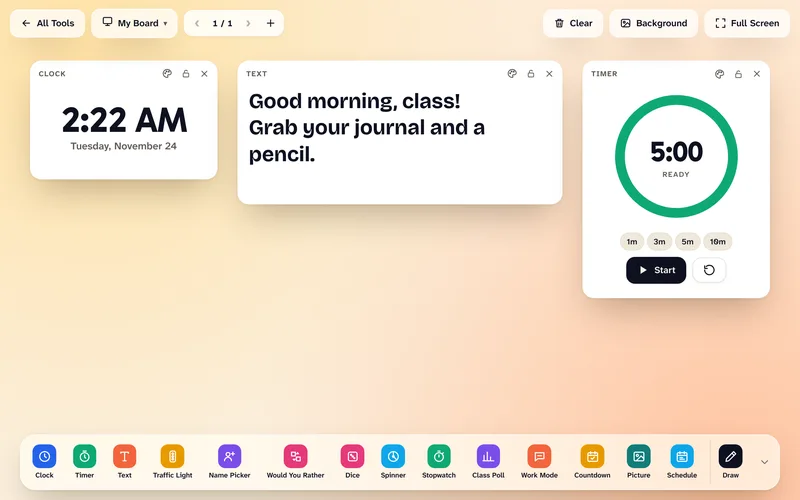 All Tools
My Board
1 / 1
Clear
Background
Full Screen
CLOCK
2:22 AM
Tuesday, November 24
TEXT
Good morning, class!
Grab your journal and a
pencil.
TIMER
5:00
READY
1m 3m 5m 10m
Start
Clock
Timer
Text
Traffic Light
Name Picker
Would You Rather
Dice
Spinner
Stopwatch
Class Poll
Work Mode
Countdown
Picture
Schedule
Draw